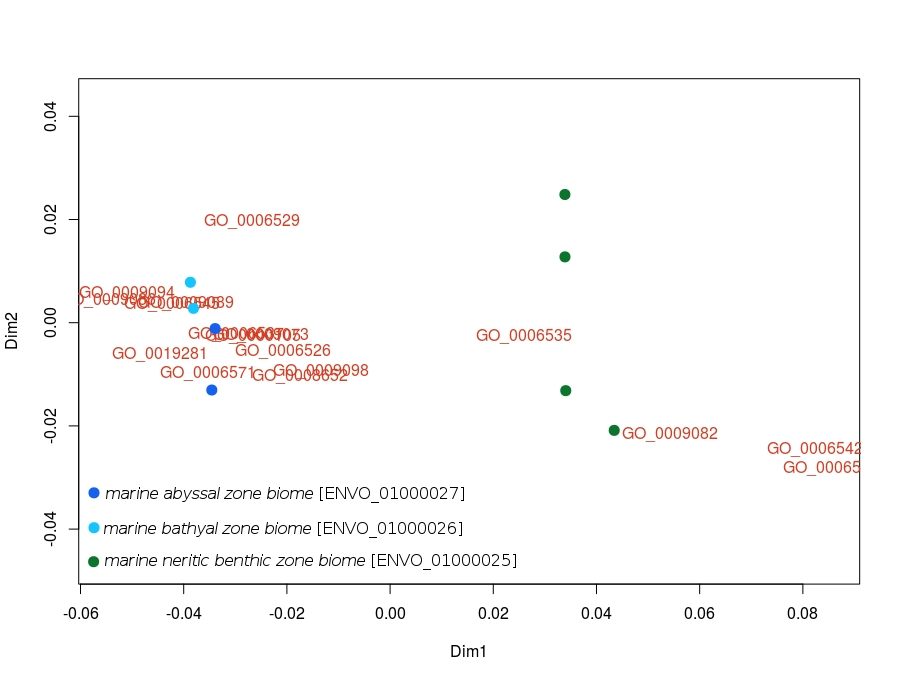 0.04
0.02
0.00
-0.02
-0.04
Dim2
GO_0006529
GO_0009094
GO_0006535
GO_0019281
GO_0006526
GO_0006571
GO_0009098
GO_0008652
GO_0009082
GO_0006542
GO_00065
marine abyssal zone biome [ENVO_01000027]
marine bathyal zone biome [ENVO_01000026]
marine neritic benthic zone biome [ENVO_01000025]
-0.06 -0.04 -0.02 0.00 0.02 0.04 0.06 0.08
Dim1